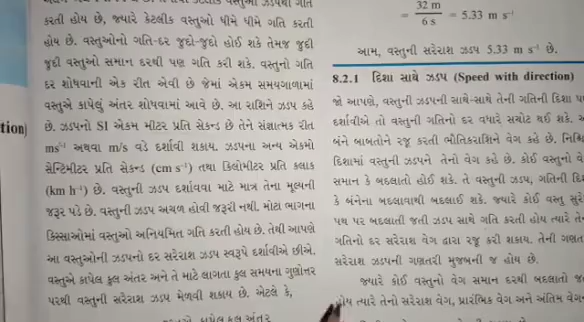 કરતી હોય છે, જ્યારે કેટલીક વસ્તુઓ ધીમે ધીમે ગતિ કરતી
હોય છે. વસ્તુઓનો ગતિ-દર જુદો-જુદો હોઈ શકે તેમજ જુદી
જુદી વસ્તુઓ સમાન દરથી પણ ગતિ કરી શકે. વસ્તુનો ગતિ
દર શોધવાની એક રીત એવી છે જેમાં એકમ સમયગાળામાં
વસ્તુએ કાપેલું અંતર શોધવામાં આવે છે. આ રાશિને ઝડપ કહે
છે. ઝડપનો SI એકમ મીટર પ્રતિ સેકન્ડ છે તેને સંજ્ઞાત્મક રીતે
ms⁻¹ અથવા m/s વડે દર્શાવી શકાય. ઝડપના અન્ય એકમો
સેન્ટિમીટર પ્રતિ સેકન્ડ (cm s⁻¹) તથા કિલોમીટર પ્રતિ કલાક
(km h⁻¹) છે. વસ્તુની ઝડપ દર્શાવવા માટે માત્ર તેના મૂલ્યની
જરૂર પડે છે. વસ્તુની ઝડપ અચળ હોવી જરૂરી નથી. મોટા ભાગના
કિસ્સાઓમાં વસ્તુઓ અનિયમિત ગતિ કરતી હોય છે. તેથી આપણે
આ વસ્તુઓની ઝડપનો દર સરેરાશ ઝડપ સ્વરૂપે દર્શાવીએ છીએ.
વસ્તુએ કાપેલ કુલ અંતર અને તે માટે લાગતા કુલ સમયના ગુણોત્તર
પરથી વસ્તુની સરેરાશ ઝડપ મેળવી શકાય છે. એટલે કે,
કાપેલ કુલ અંતર
tion)
= 32 m / 6 s = 5.33 m s⁻¹
આમ, વસ્તુની સરેરાશ ઝડપ 5.33 m s⁻¹ છે.
8.2.1 દિશા સાથે ઝડપ (Speed with direction)
જો આપણે, વસ્તુની ઝડપની સાથે-સાથે તેની ગતિની દિશા પણ
દર્શાવીએ તો વસ્તુની ગતિનો દર વધારે સચોટ થઈ શકે. આ
બંને બાબતોને રજૂ કરતી ભૌતિકરાશિને વેગ કહે છે.
દિશામાં વસ્તુની ઝડપને તેનો વેગ કહે છે. કોઈ વસ્તુનો વે
સમાન કે બદલાતો હોઈ શકે. તે વસ્તુની ઝડપ, ગતિની
કે બંનેના બદલાવાથી બદલાઈ શકે. જ્યારે કોઈ વસ્તુ
પથ પર બદલાતી જતી ઝડપ સાથે ગતિ કરતી હોય ત્યારે
ગતિનો દર સરેરાશ વેગ દ્વારા રજૂ કરી શકાય. તેની
સરેરાશ ઝડપની ગણતરી મુજબની જ હોય છે.
જ્યારે કોઈ વસ્તુનો વેગ સમાન દરથી બદલાતો
હોય ત્યારે તેનો સરેરાશ વેગ, પ્રારંભિક વેગ અને અંતિમ